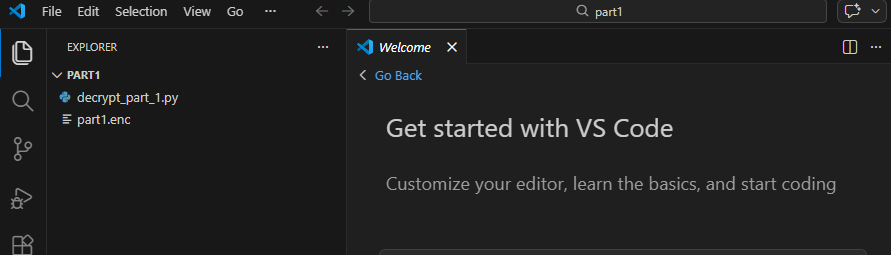 File Edit Selection View Go ··· part1
EXPLORER ···
Welcome
PART1
Go Back
decrypt_part_1.py
part1.enc
Get started with VS Code
Customize your editor, learn the basics, and start coding